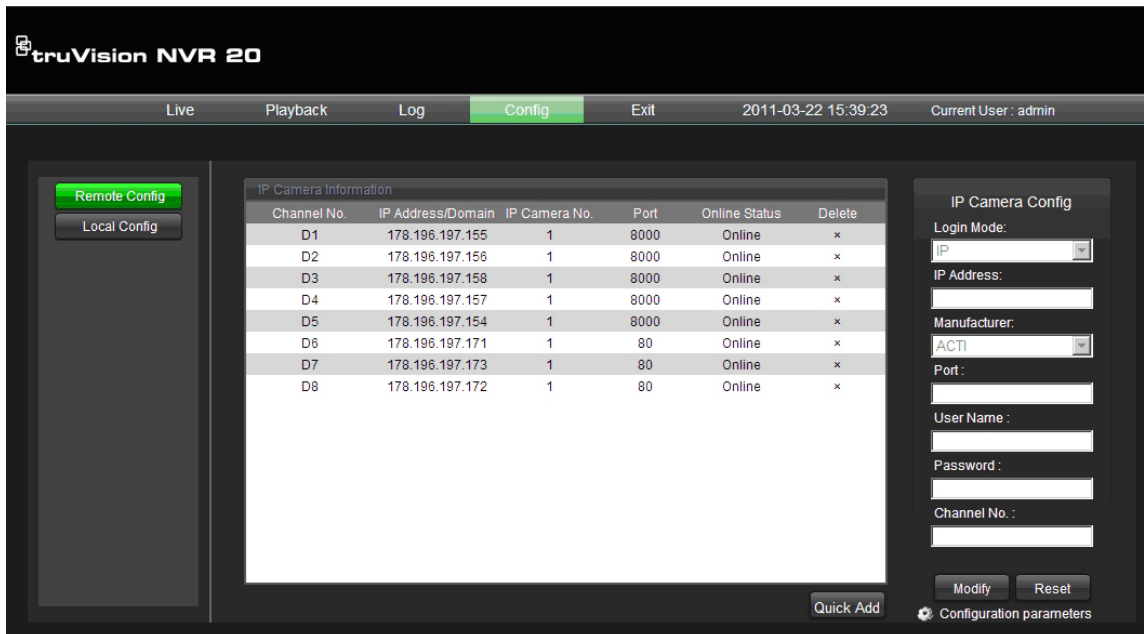 truVision NVR 20
Live Playback Log Config Exit 2011-03-22 15:39:23 Current User : admin
Remote Config
Local Config
IP Camera Information
Channel No. IP Address/Domain IP Camera No. Port Online Status Delete
D1 178.196.197.155 1 8000 Online ×
D2 178.196.197.156 1 8000 Online ×
D3 178.196.197.158 1 8000 Online ×
D4 178.196.197.157 1 8000 Online ×
D5 178.196.197.154 1 8000 Online ×
D6 178.196.197.171 1 80 Online ×
D7 178.196.197.173 1 80 Online ×
D8 178.196.197.172 1 80 Online ×
Quick Add
IP Camera Config
Login Mode:
IP
IP Address:
Manufacturer:
ACTI
Port :
User Name :
Password :
Channel No. :
Modify Reset
Configuration parameters